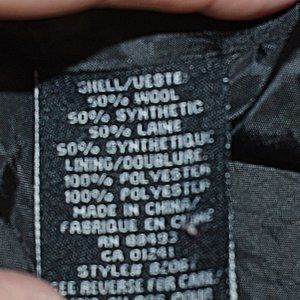 SHELL/VESTE
50% WOOL
50% SYNTHETIC
50% LAINE
50% SYNTHETIQUE
LINING/DOUBLURE
100% POLYESTER
100% POLYESTER
MADE IN CHINA/
FABRIQUE EN CHINE
RN 89493
CA 01241
STYLE# 8206
SEE REVERSE FOR CARE/